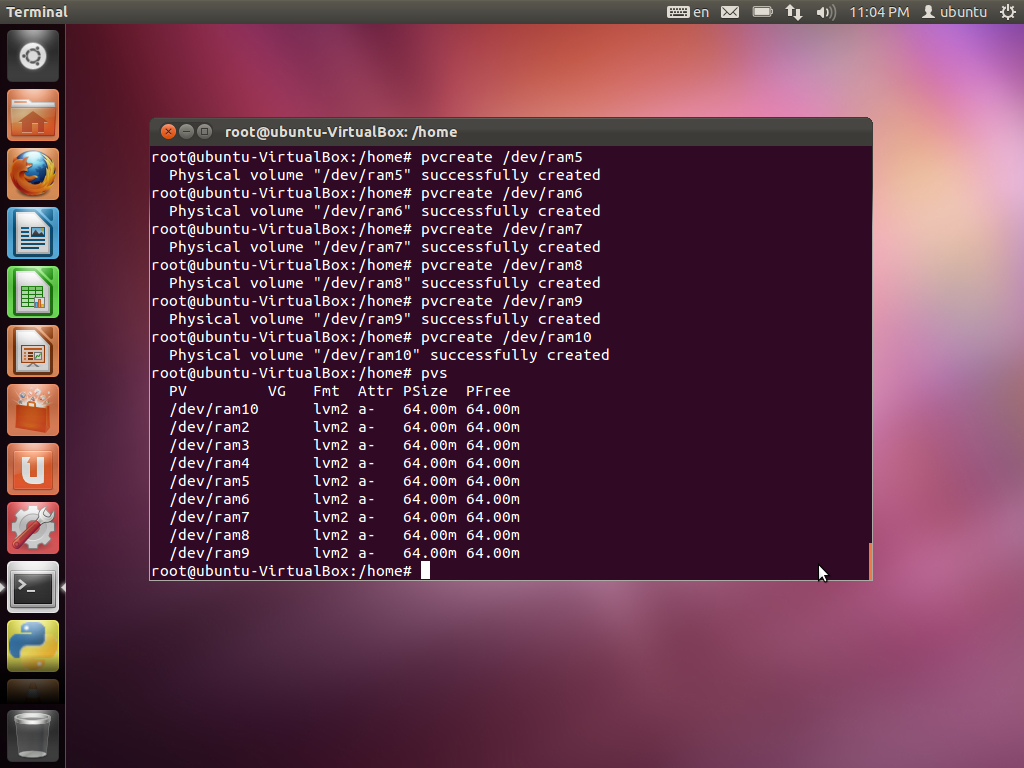 Terminal
en
11:04 PM
ubuntu
root@ubuntu-VirtualBox: /home
root@ubuntu-VirtualBox:/home# pvcreate /dev/ram5
  Physical volume "/dev/ram5" successfully created
root@ubuntu-VirtualBox:/home# pvcreate /dev/ram6
  Physical volume "/dev/ram6" successfully created
root@ubuntu-VirtualBox:/home# pvcreate /dev/ram7
  Physical volume "/dev/ram7" successfully created
root@ubuntu-VirtualBox:/home# pvcreate /dev/ram8
  Physical volume "/dev/ram8" successfully created
root@ubuntu-VirtualBox:/home# pvcreate /dev/ram9
  Physical volume "/dev/ram9" successfully created
root@ubuntu-VirtualBox:/home# pvcreate /dev/ram10
  Physical volume "/dev/ram10" successfully created
root@ubuntu-VirtualBox:/home# pvs
  PV         VG   Fmt  Attr PSize  PFree
  /dev/ram10      lvm2 a-   64.00m 64.00m
  /dev/ram2       lvm2 a-   64.00m 64.00m
  /dev/ram3       lvm2 a-   64.00m 64.00m
  /dev/ram4       lvm2 a-   64.00m 64.00m
  /dev/ram5       lvm2 a-   64.00m 64.00m
  /dev/ram6       lvm2 a-   64.00m 64.00m
  /dev/ram7       lvm2 a-   64.00m 64.00m
  /dev/ram8       lvm2 a-   64.00m 64.00m
  /dev/ram9       lvm2 a-   64.00m 64.00m
root@ubuntu-VirtualBox:/home#